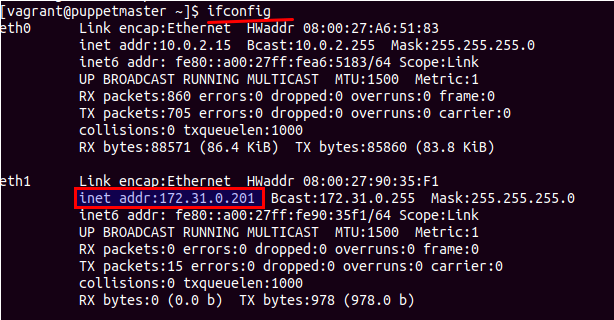 [vagrant@puppetmaster ~]$ ifconfig
eth0 Link encap:Ethernet HWaddr 08:00:27:A6:51:83
inet addr:10.0.2.15 Bcast:10.0.2.255 Mask:255.255.255.0
inet6 addr: fe80::a00:27ff:fea6:5183/64 Scope:Link
UP BROADCAST RUNNING MULTICAST MTU:1500 Metric:1
RX packets:860 errors:0 dropped:0 overruns:0 frame:0
TX packets:705 errors:0 dropped:0 overruns:0 carrier:0
collisions:0 txqueuelen:1000
RX bytes:88571 (86.4 KiB) TX bytes:85860 (83.8 KiB)
eth1 Link encap:Ethernet HWaddr 08:00:27:90:35:F1
inet addr:172.31.0.201 Bcast:172.31.0.255 Mask:255.255.255.0
inet6 addr: fe80::a00:27ff:fe90:35f1/64 Scope:Link
UP BROADCAST RUNNING MULTICAST MTU:1500 Metric:1
RX packets:0 errors:0 dropped:0 overruns:0 frame:0
TX packets:15 errors:0 dropped:0 overruns:0 carrier:0
collisions:0 txqueuelen:1000
RX bytes:0 (0.0 b) TX bytes:978 (978.0 b)